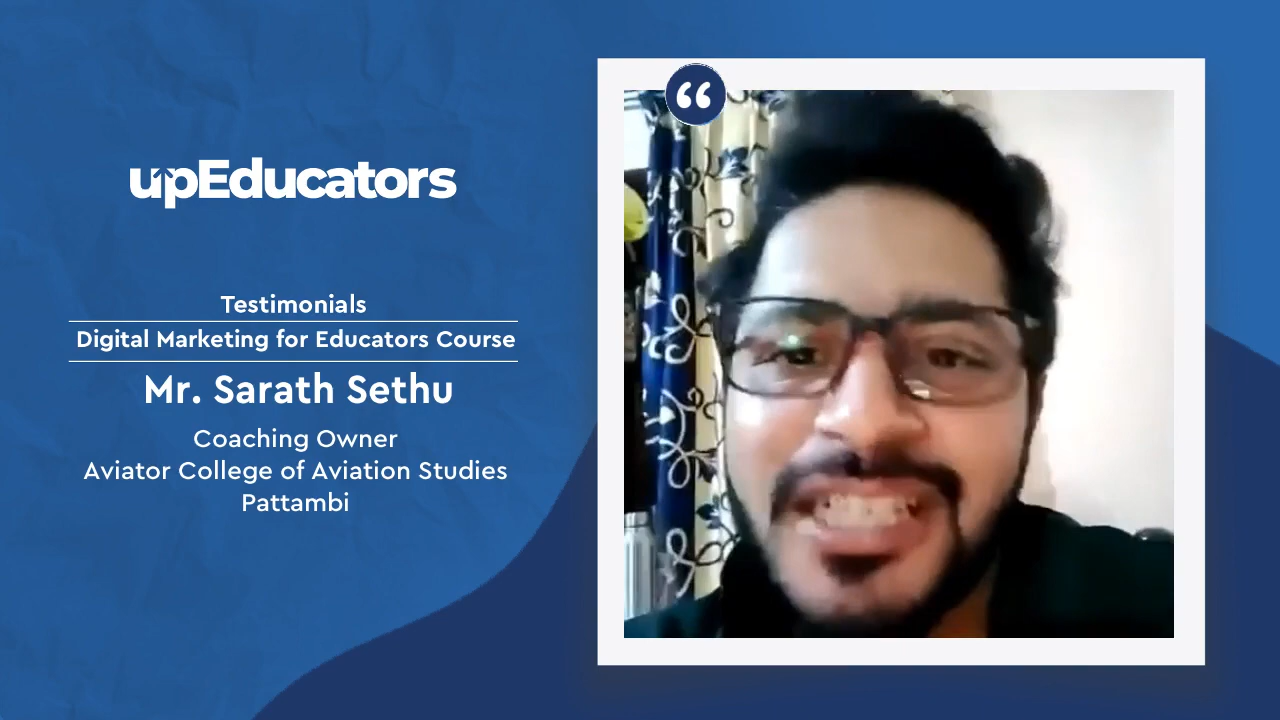 upEducators
Testimonials
Digital Marketing for Educators Course
Mr. Sarath Sethu
Coaching Owner
Aviator College of Aviation Studies
Pattambi